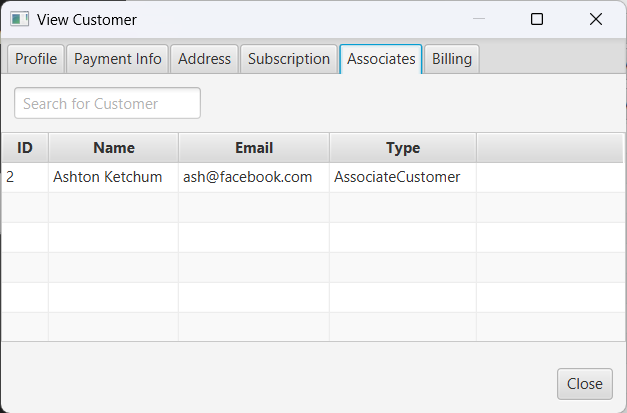 View Customer
Profile Payment Info Address Subscription Associates Billing
Search for Customer
ID Name Email Type
2 Ashton Ketchum ash@facebook.com AssociateCustomer
Close